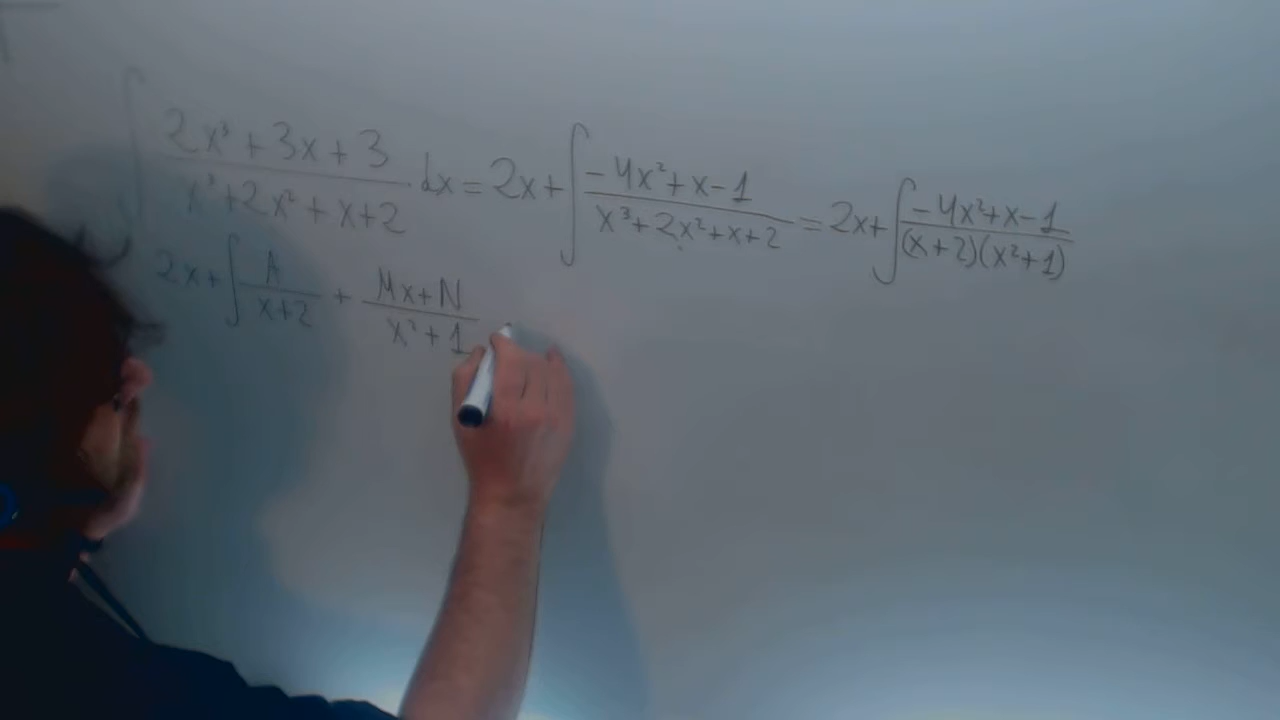 ∫ (2x³ + 3x + 3)/(x³ + 2x² + x + 2) dx = 2x + ∫ (-4x² + x - 1)/(x³ + 2x² + x + 2) = 2x + ∫ (-4x² + x - 1)/((x + 2)(x² + 1))
2x + ∫ A/(x + 2) + (Mx + N)/(x² + 1)